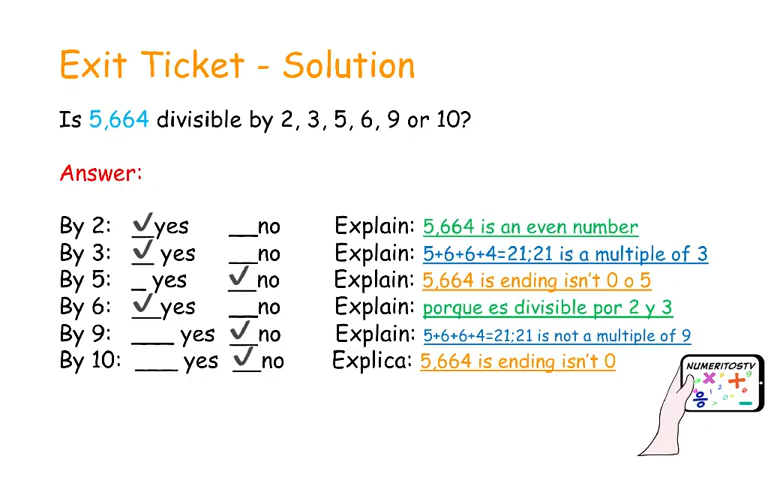 Exit Ticket - Solution
Is 5,664 divisible by 2, 3, 5, 6, 9 or 10?
Answer:
By 2: ✓yes __no Explain: 5,664 is an even number
By 3: ✓ yes __no Explain: 5+6+6+4=21;21 is a multiple of 3
By 5: _ yes ✓no Explain: 5,664 is ending isn't 0 o 5
By 6: ✓yes __no Explain: porque es divisible por 2 y 3
By 9: ___ yes ✓no Explain: 5+6+6+4=21;21 is not a multiple of 9
By 10: ___ yes ✓no Explica: 5,664 is ending isn't 0
NUMERITOSTV